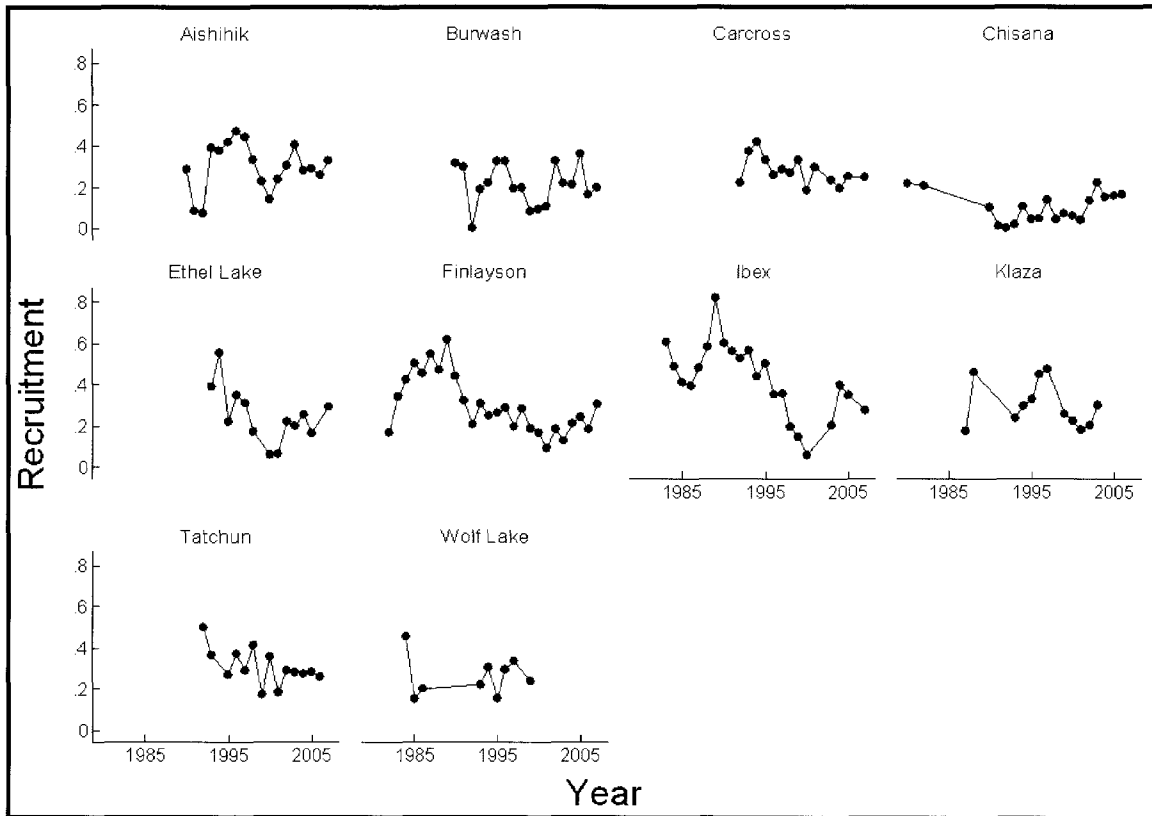 Aishihik Burwash Carcross Chisana
.8
.6
.4
.2
0
Ethel Lake Finlayson Ibex Klaza
.8
.6
.4
.2
0
1985 1995 2005 1985 1995 2005
Tatchun Wolf Lake
.8
.6
.4
.2
0
1985 1995 2005 1985 1995 2005
Recruitment
Year